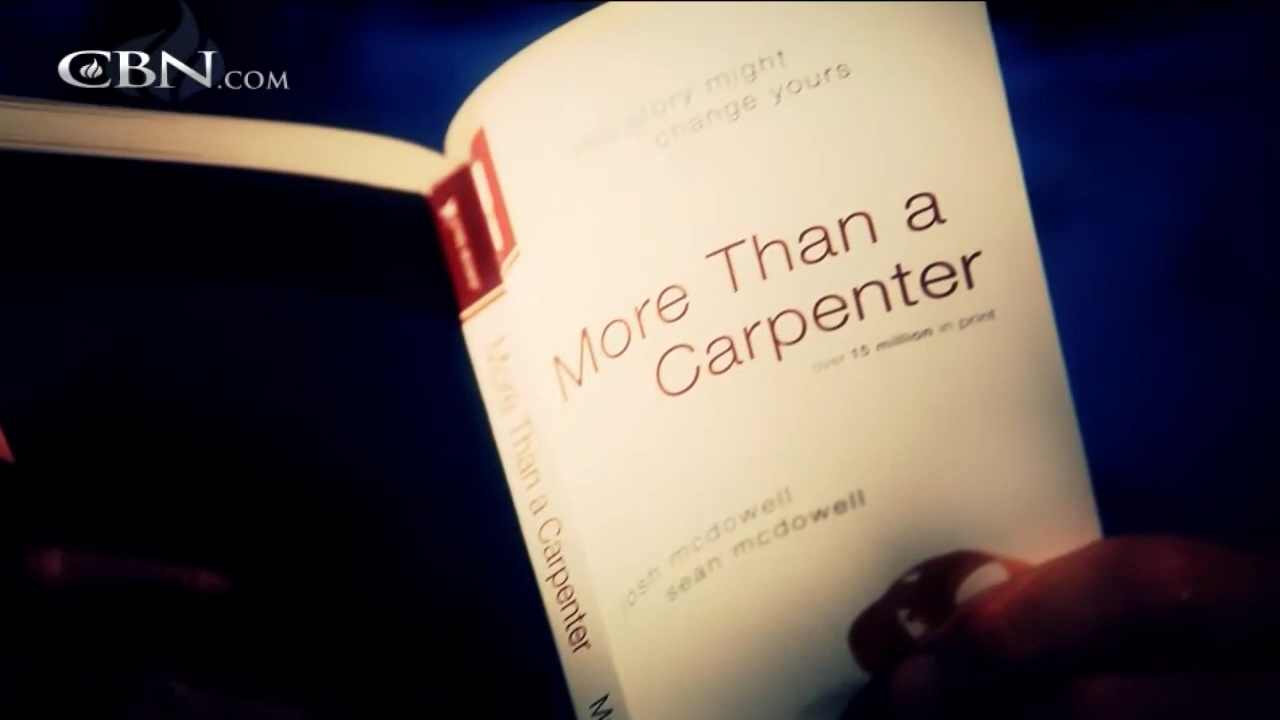 CBN.COM
story might
change yours
More Than a
Carpenter
over 15 million in print
josh mcdowell
sean mcdowell
More Than a Carpenter
M